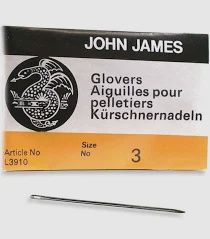 JOHN JAMES
Glovers
Aiguilles pour
pelletiers
Kürschnernadeln
Article No
L3910
Size
No
3